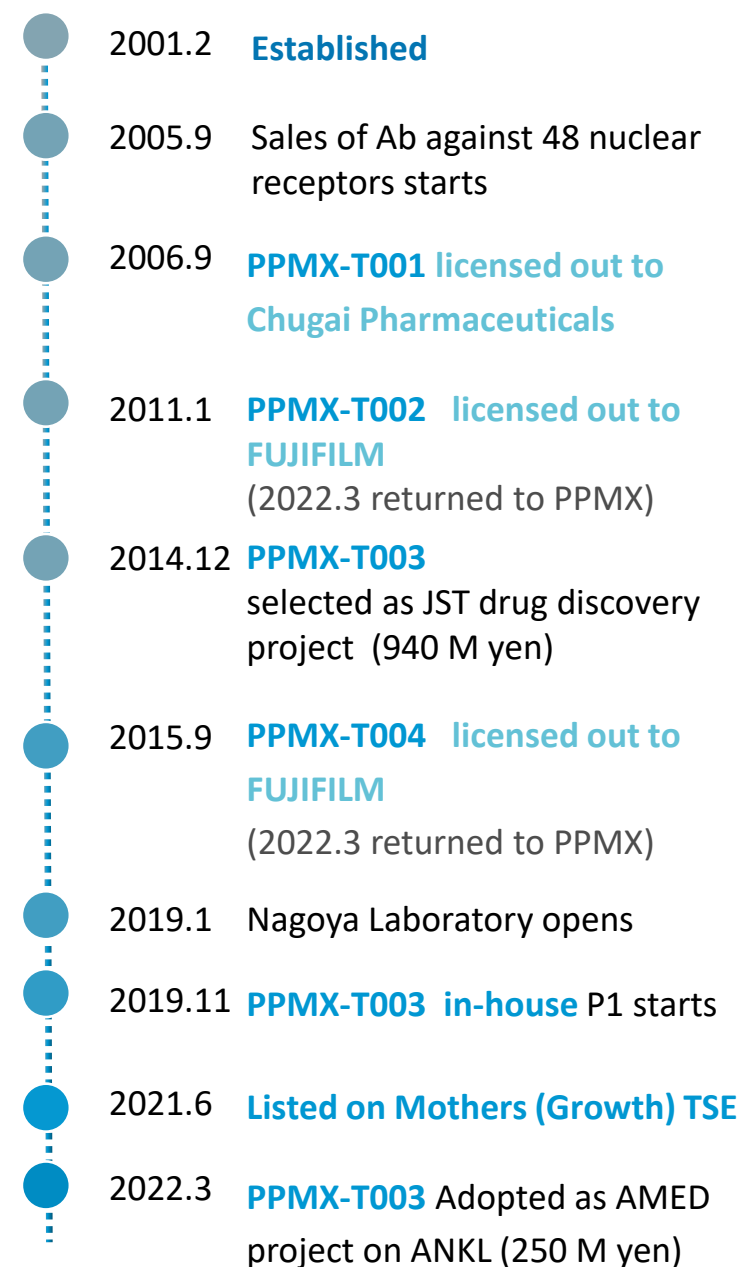 2001.2 Established
2005.9 Sales of Ab against 48 nuclear
receptors starts
2006.9 PPMX-T001 licensed out to
Chugai Pharmaceuticals
2011.1 PPMX-T002 licensed out to
FUJIFILM
(2022.3 returned to PPMX)
2014.12 PPMX-T003
selected as JST drug discovery
project (940 M yen)
2015.9 PPMX-T004 licensed out to
FUJIFILM
(2022.3 returned to PPMX)
2019.1 Nagoya Laboratory opens
2019.11 PPMX-T003 in-house P1 starts
2021.6 Listed on Mothers (Growth) TSE
2022.3 PPMX-T003 Adopted as AMED
project on ANKL (250 M yen)